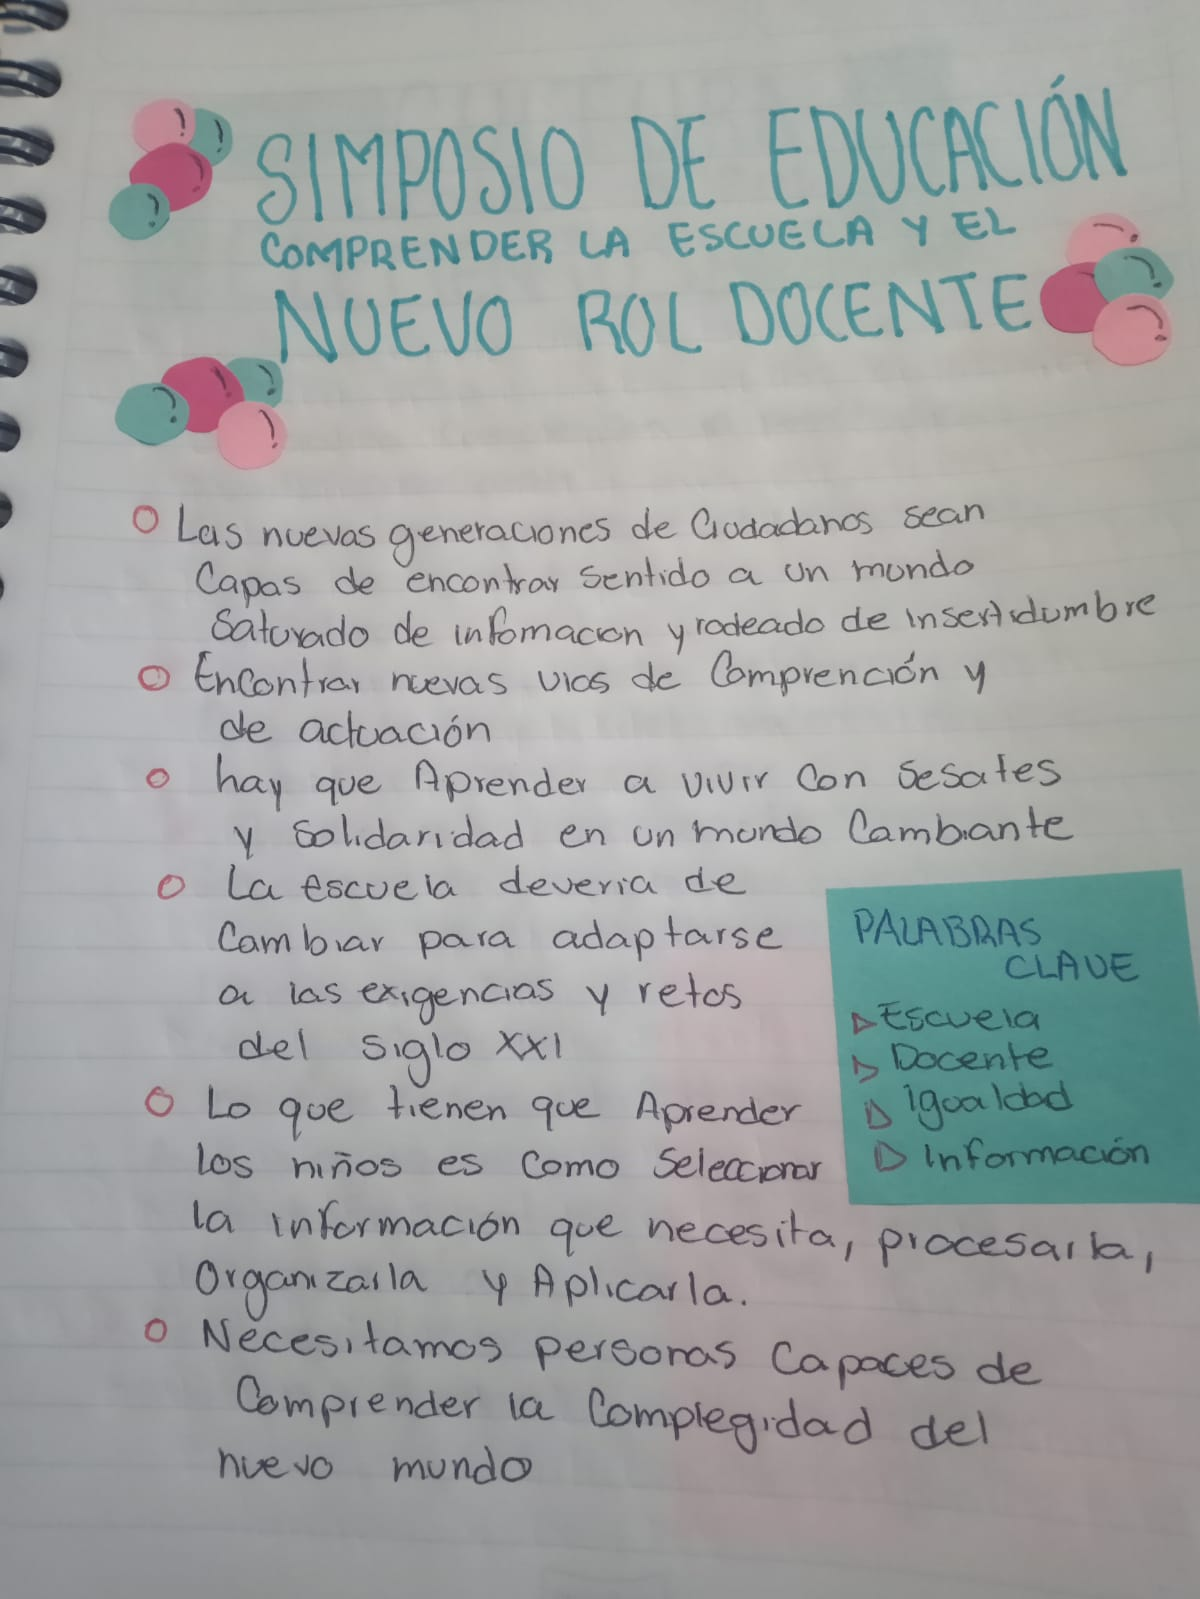 SIMPOSIO DE EDUCACIÓN
COMPRENDER LA ESCUELA Y EL
NUEVO ROL DOCENTE
Las nuevas generaciones de Ciudadanos sean
Capas de encontrar Sentido a un mundo
Saturado de infomacion y rodeado de insertidumbre
Encontrar nuevas vias de Comprención y
de actuación
hay que Aprender a vivir Con Sesates
y Solidaridad en un mundo Cambiante
La escuela deveria de
Cambiar para adaptarse
a las exigencias y retos
del siglo XXI
Lo que tienen que Aprender
los niños es como Seleccionar
la información que necesita, procesarla,
Organizarla y Aplicarla.
Necesitamos personas Capaces de
Comprender la Complegidad del
nuevo mundo
PALABRAS
CLAVE
Escuela
Docente
igualdad
Información